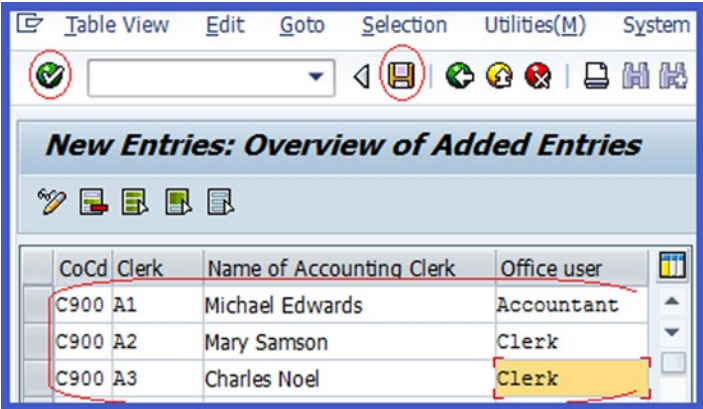 Table View Edit Goto Selection Utilities(M) System
New Entries: Overview of Added Entries
CoCd Clerk Name of Accounting Clerk Office user
C900 A1 Michael Edwards Accountant
C900 A2 Mary Samson Clerk
C900 A3 Charles Noel Clerk